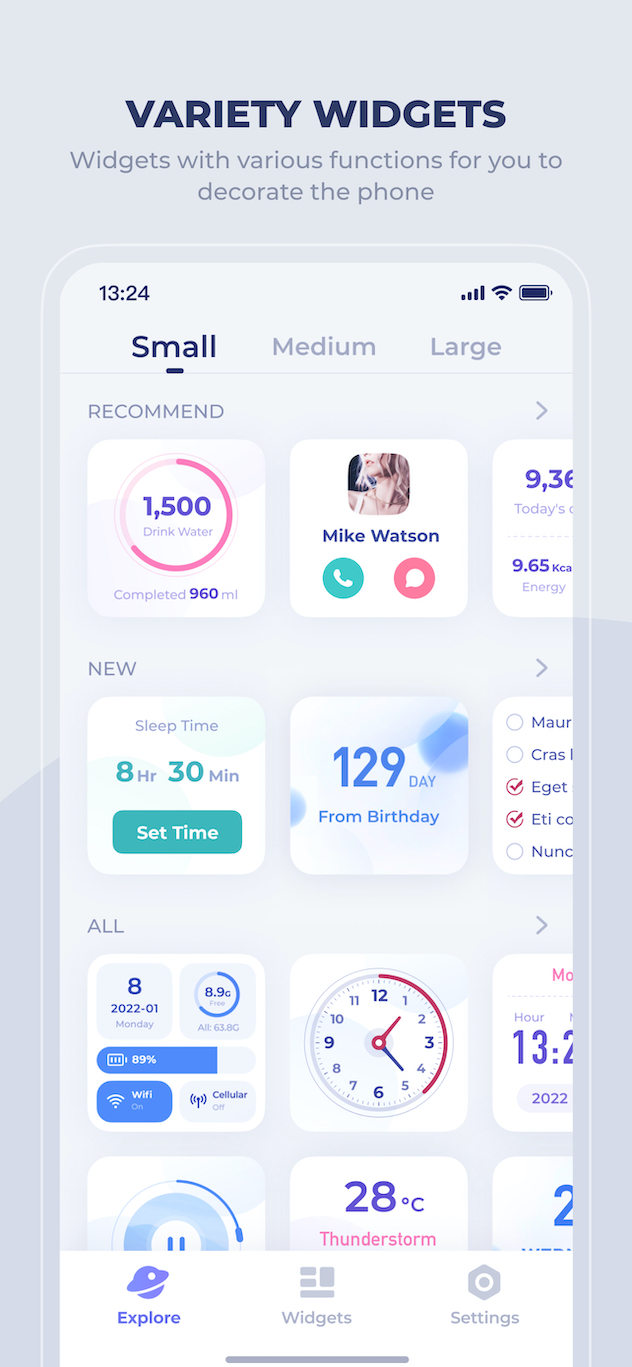 VARIETY WIDGETS
Widgets with various functions for you to
decorate the phone
13:24
Small Medium Large
RECOMMEND
1,500
Drink Water
Completed 960 ml
Mike Watson
9,36
Today's
9.65 Kca
Energy
NEW
Sleep Time
8 Hr 30 Min
Set Time
129 DAY
From Birthday
Maur
Cras
Eget
Eti co
Nunc
ALL
8
2022-01
Monday
8.9G
Free
All: 63.8G
89%
Wifi
On
Cellular
Off
12
1
2
3
4
5
6
7
8
9
10
11
Mo
Hour
13:2
2022
28°C
Thunderstorm
2
Explore Widgets Settings